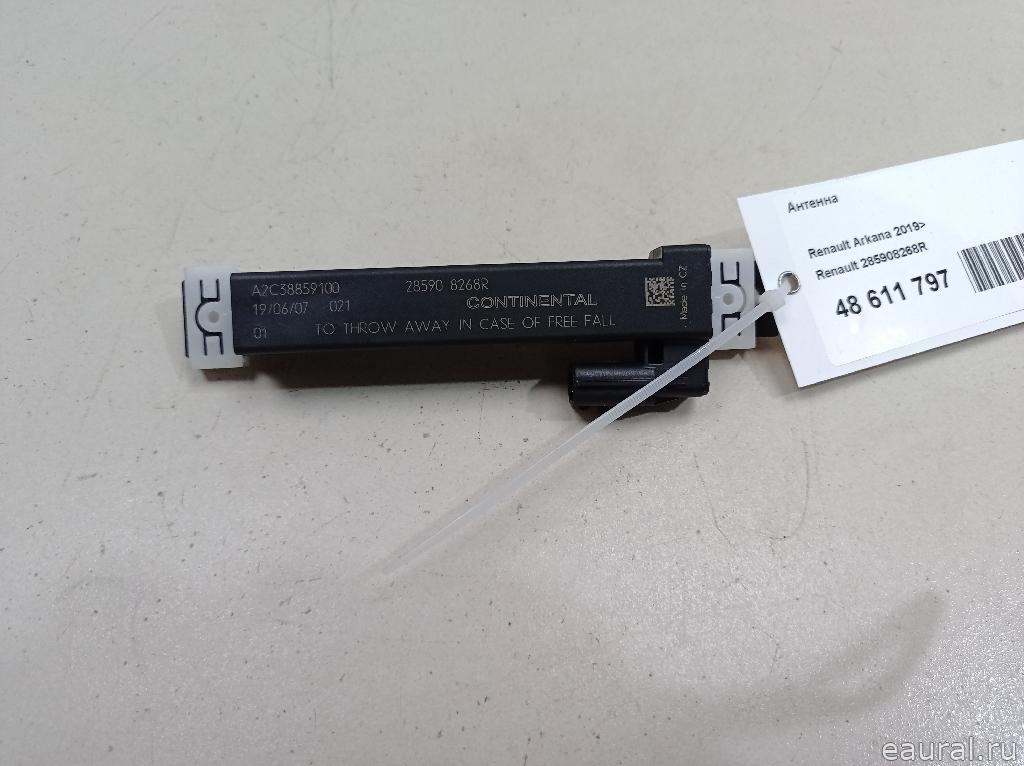 A2C38859100 28590 8268R
19/06/07 021 CONTINENTAL
01 TO THROW AWAY IN CASE OF FREE FALL
Made in CZ
Антенна
Renault Arkana 2019>
Renault 285908268R
48 611 797
eaural.ru